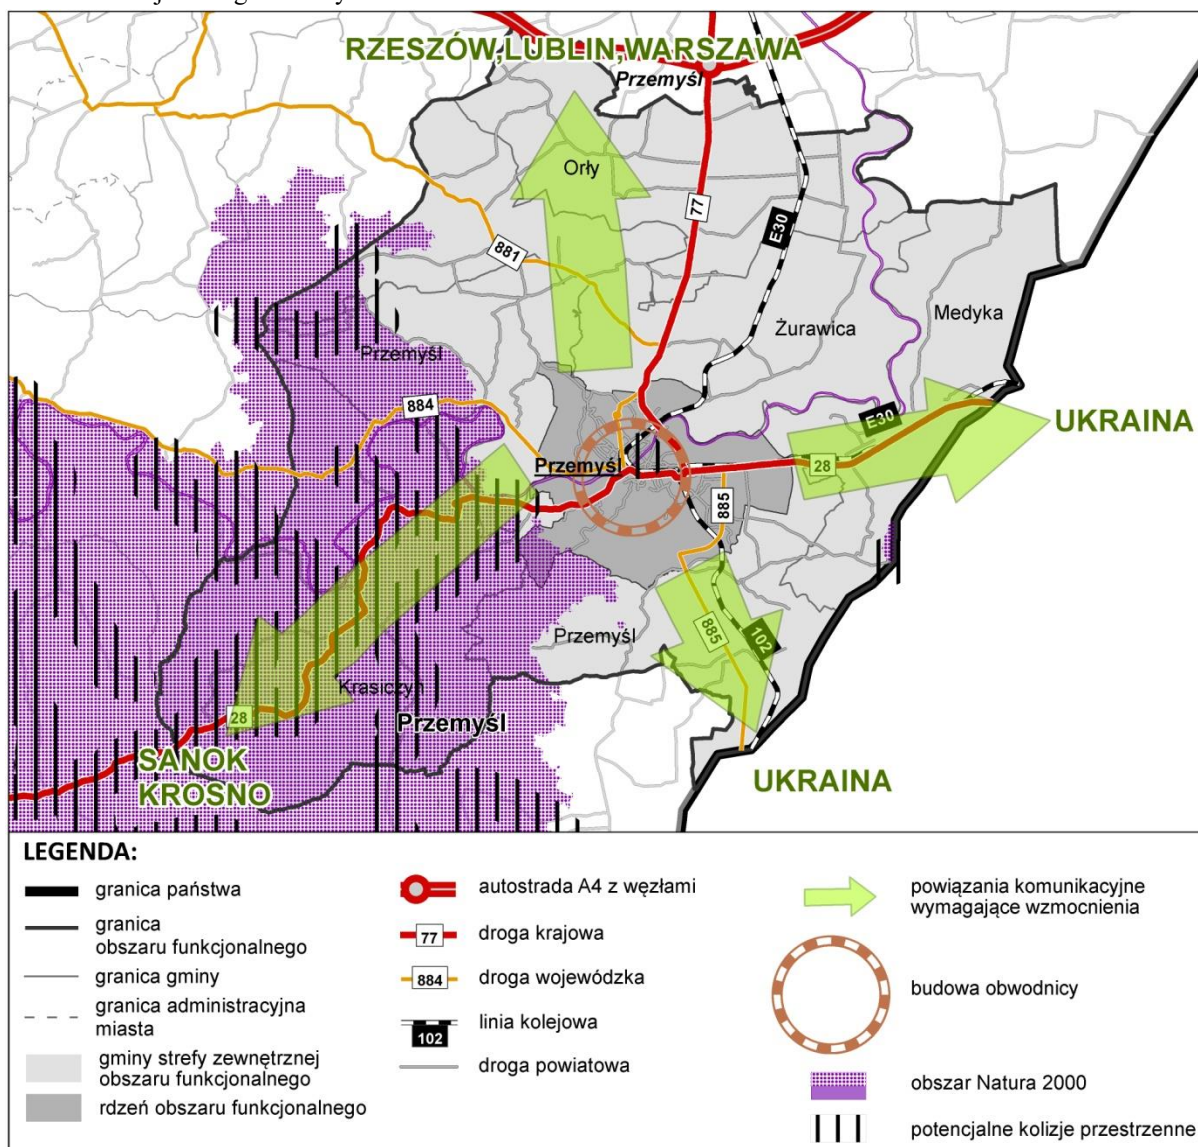 RZESZÓW,LUBLIN,WARSZAWA
Przemyśl
Orły
77
E30
881
Medyka
Żurawica
Przemyśl
884
E30
UKRAINA
Przemyśl
28
885
Przemyśl
885
102
Krasiczyn
28
Przemyśl
SANOK
KROSNO
UKRAINA
LEGENDA:
granica państwa
granica
obszaru funkcjonalnego
granica gminy
granica administracyjna
miasta
gminy strefy zewnętrznej
obszaru funkcjonalnego
rdzeń obszaru funkcjonalnego
autostrada A4 z węzłami
77 droga krajowa
884 droga wojewódzka
linia kolejowa
102
droga powiatowa
powiązania komunikacyjne
wymagające wzmocnienia
budowa obwodnicy
obszar Natura 2000
potencjalne kolizje przestrzenne